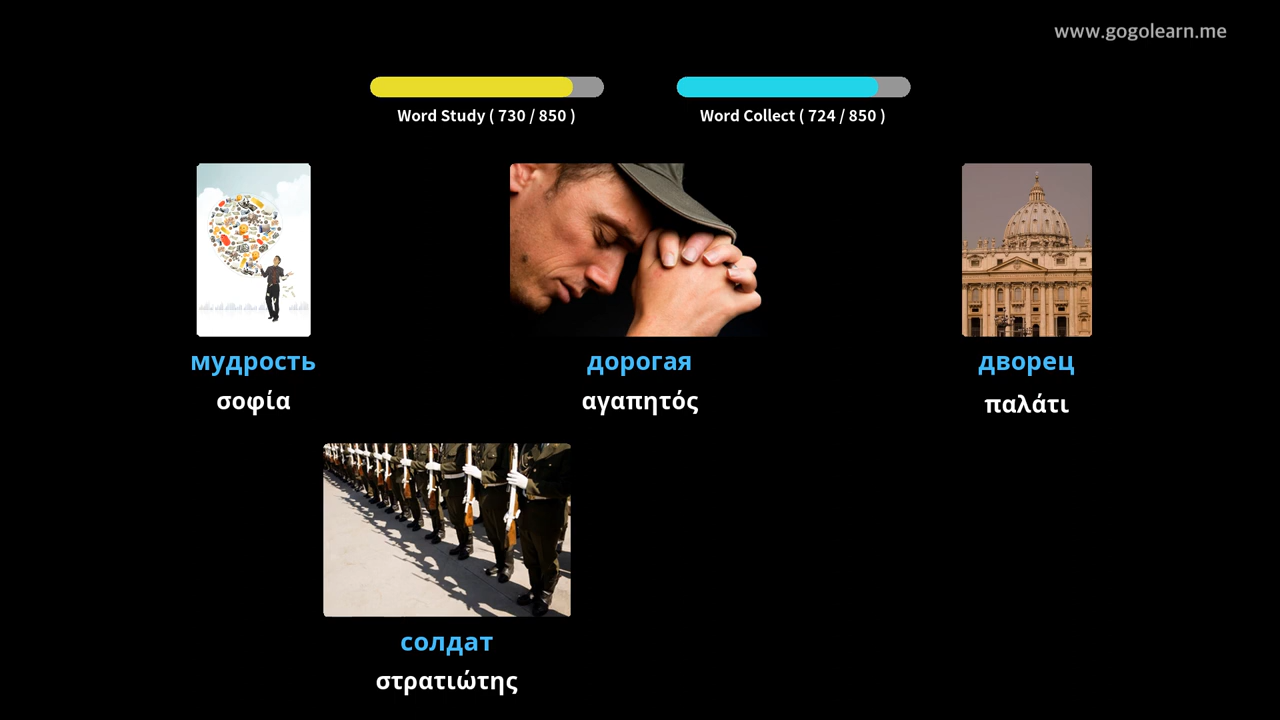 www.gogolearn.me
Word Study ( 730 / 850 )
Word Collect ( 724 / 850 )
мудрость
σοφία
дорогая
αγαπητός
дворец
παλάτι
солдат
στρατιώτης